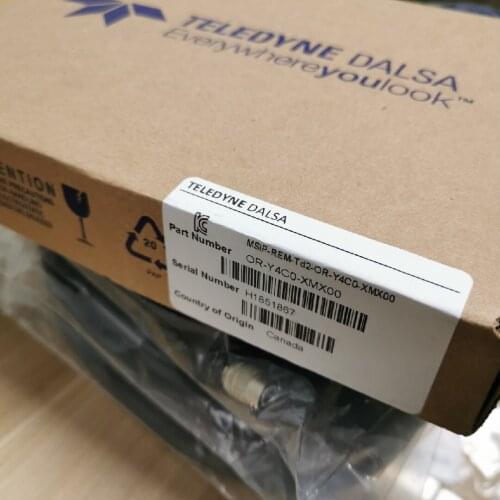 TELEDYNE DALSA
Everywhereyoulook™
TELEDYNE DALSA
MSIP-REM-Td2-OR-Y4C0-XMX00
Part Number
OR-Y4C0-XMX00
Serial Number
H1851867
Country of Origin
Canada
20
PAP